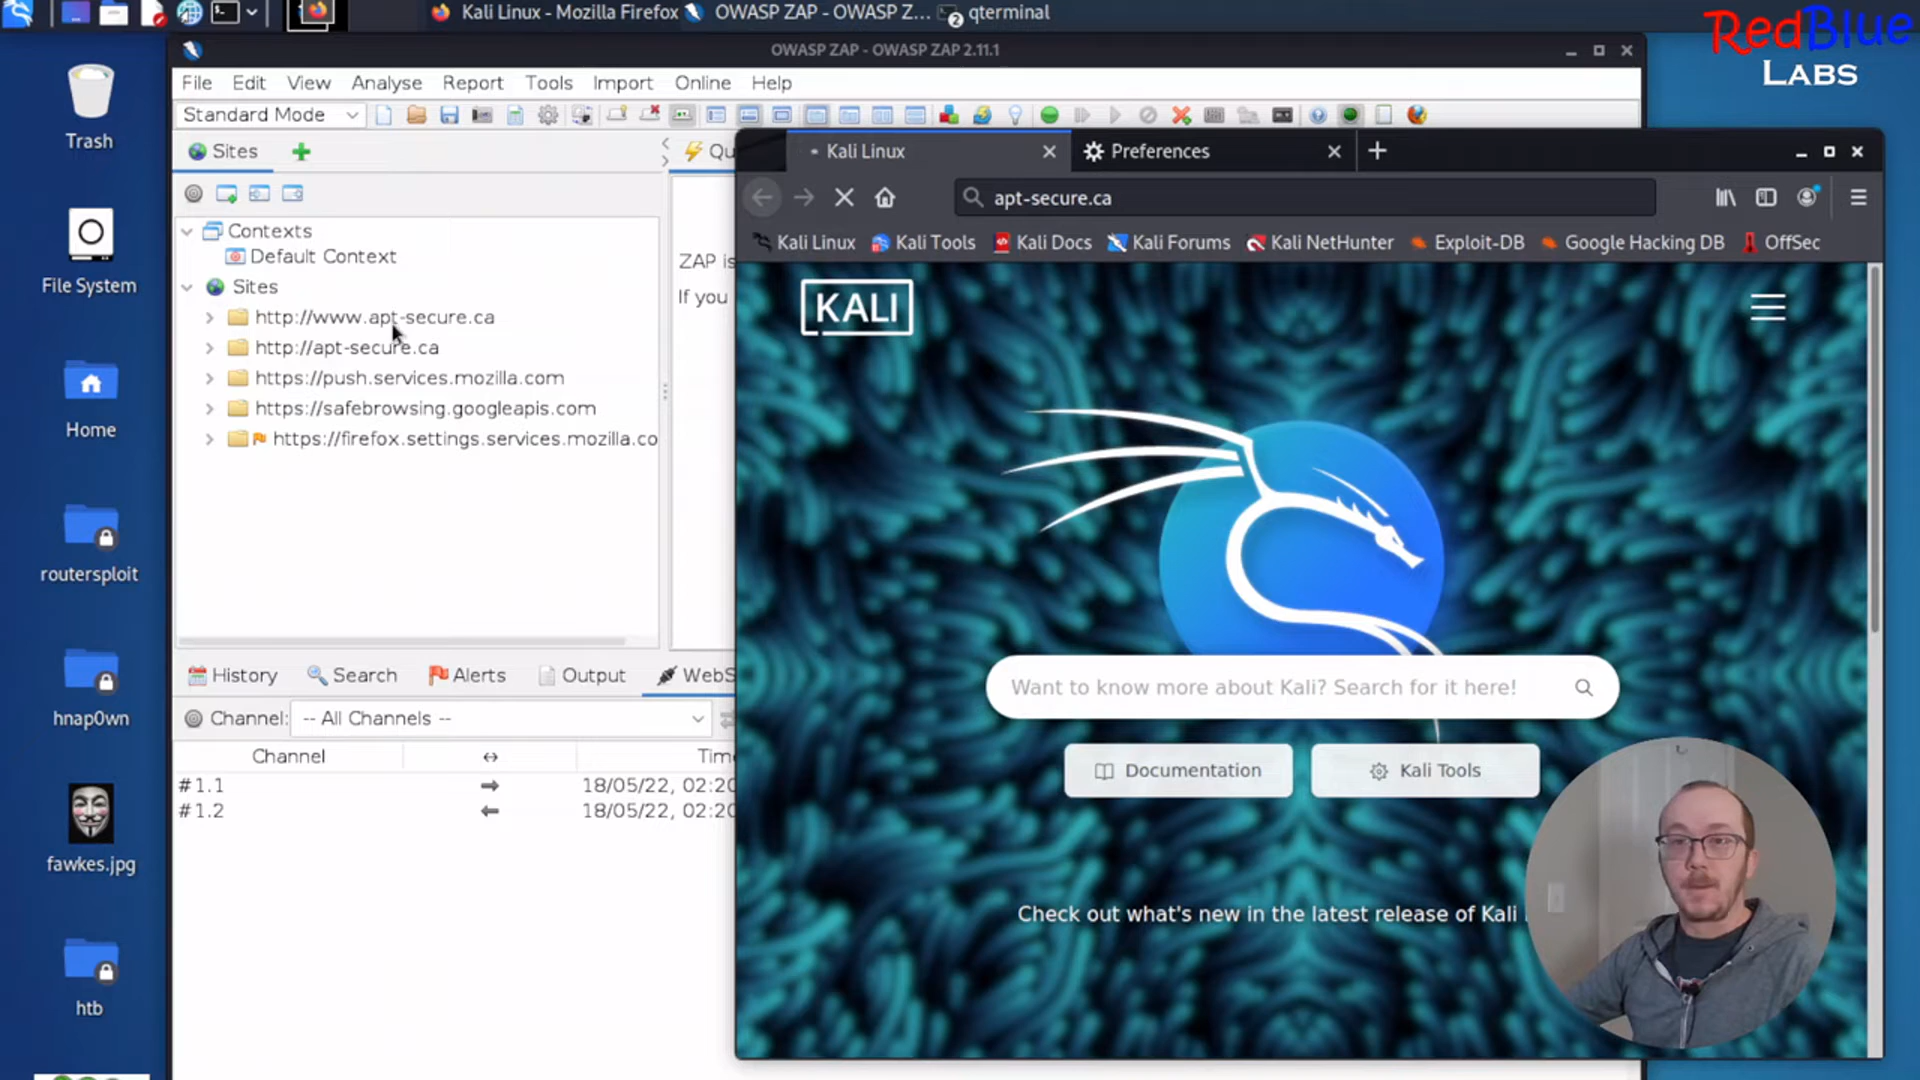 Kali Linux - Mozilla Firefox
OWASP ZAP - OWASP Z...
2
qterminal
RedBlue
LABS
OWASP ZAP - OWASP ZAP 2.11.1
File Edit View Analyse Report Tools Import Online Help
Standard Mode
Trash
File System
Home
routersploit
hnap0wn
fawkes.jpg
htb
Sites
Qu
Contexts
Default Context
Sites
http://www.apt-secure.ca
http://apt-secure.ca
https://push.services.mozilla.com
https://safebrowsing.googleapis.com
https://firefox.settings.services.mozilla.co
ZAP is
If you
History Search Alerts Output WebS
Channel: -- All Channels --
Channel Time
#1.1 18/05/22, 02:20
#1.2 18/05/22, 02:20
Kali Linux
Preferences
apt-secure.ca
Kali Linux Kali Tools Kali Docs Kali Forums Kali NetHunter Exploit-DB Google Hacking DB OffSec
KALI
Want to know more about Kali? Search for it here!
Documentation
Kali Tools
Check out what's new in the latest release of Kali